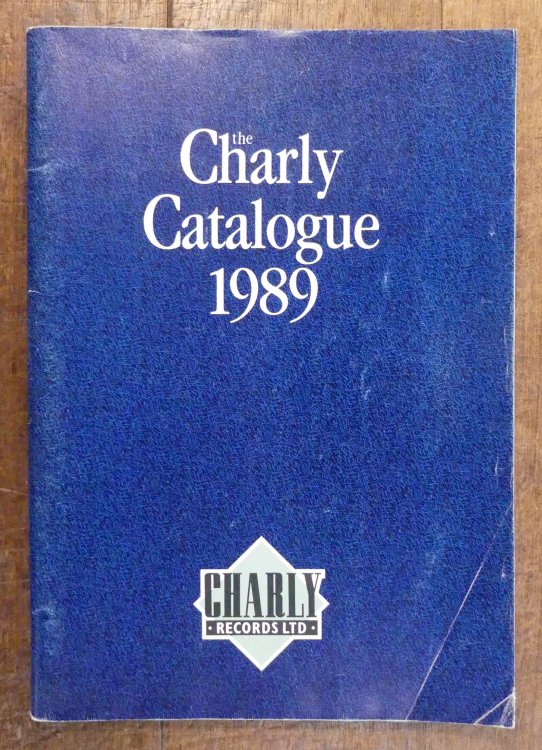 the
Charly
Catalogue
1989
CHARLY
· RECORDS LTD ·